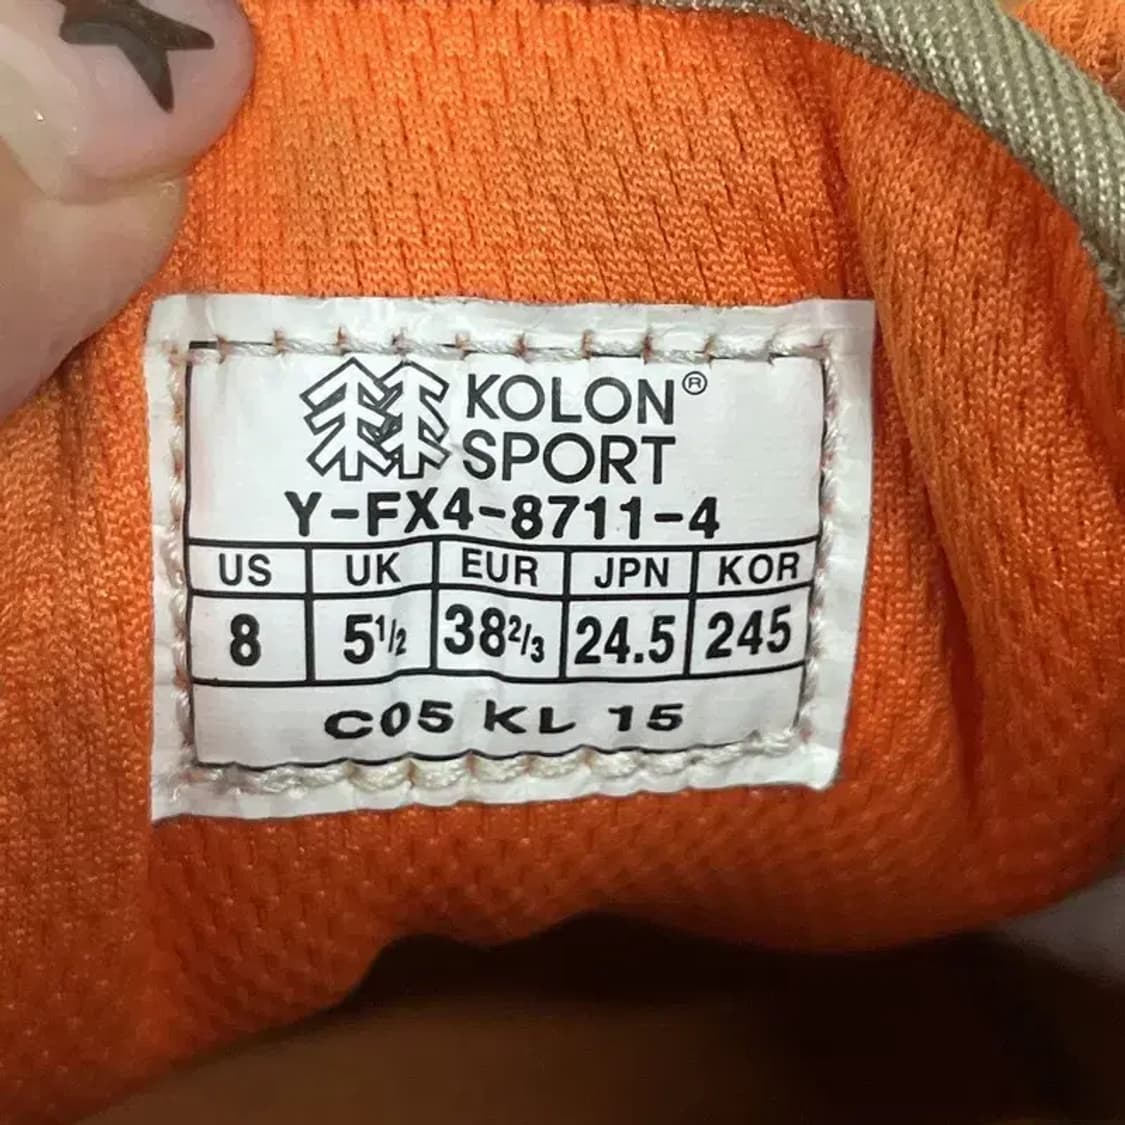 KOLON®
SPORT
Y-FX4-8711-4
US UK EUR JPN KOR
8 5½ 38⅔ 24.5 245
C05 KL 15